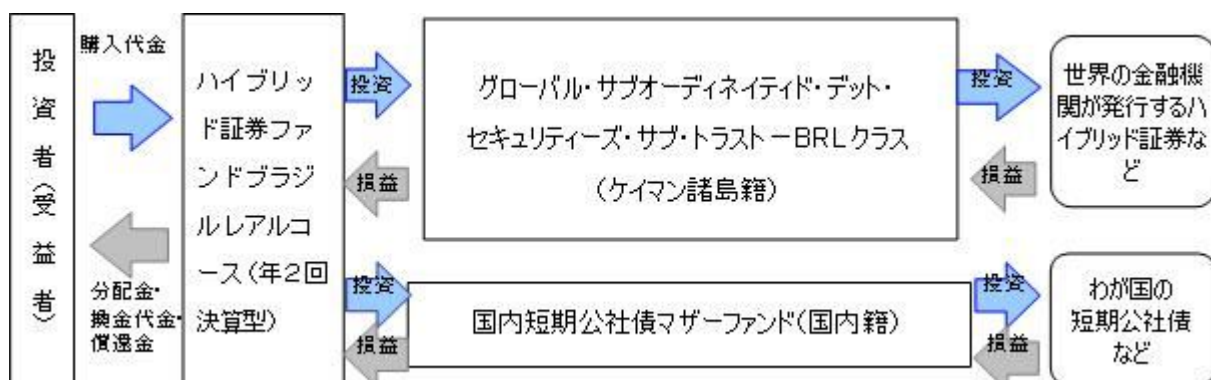 投資者(受益者)
購入代金
分配金・
換金代金・
償還金
ハイブリッ
ド証券ファ
ンドブラジ
ルレアルコ
ース(年2回
決算型)
投資
損益
投資
損益
グローバル・サブオーディネイティド・デット・
セキュリティーズ・サブ・トラストーBRLクラス
(ケイマン諸島籍)
国内短期公社債マザーファンド(国内籍)
投資
損益
投資
損益
世界の金融機
関が発行するハ
イブリッド証券な
ど
わが国の
短期公社債
など